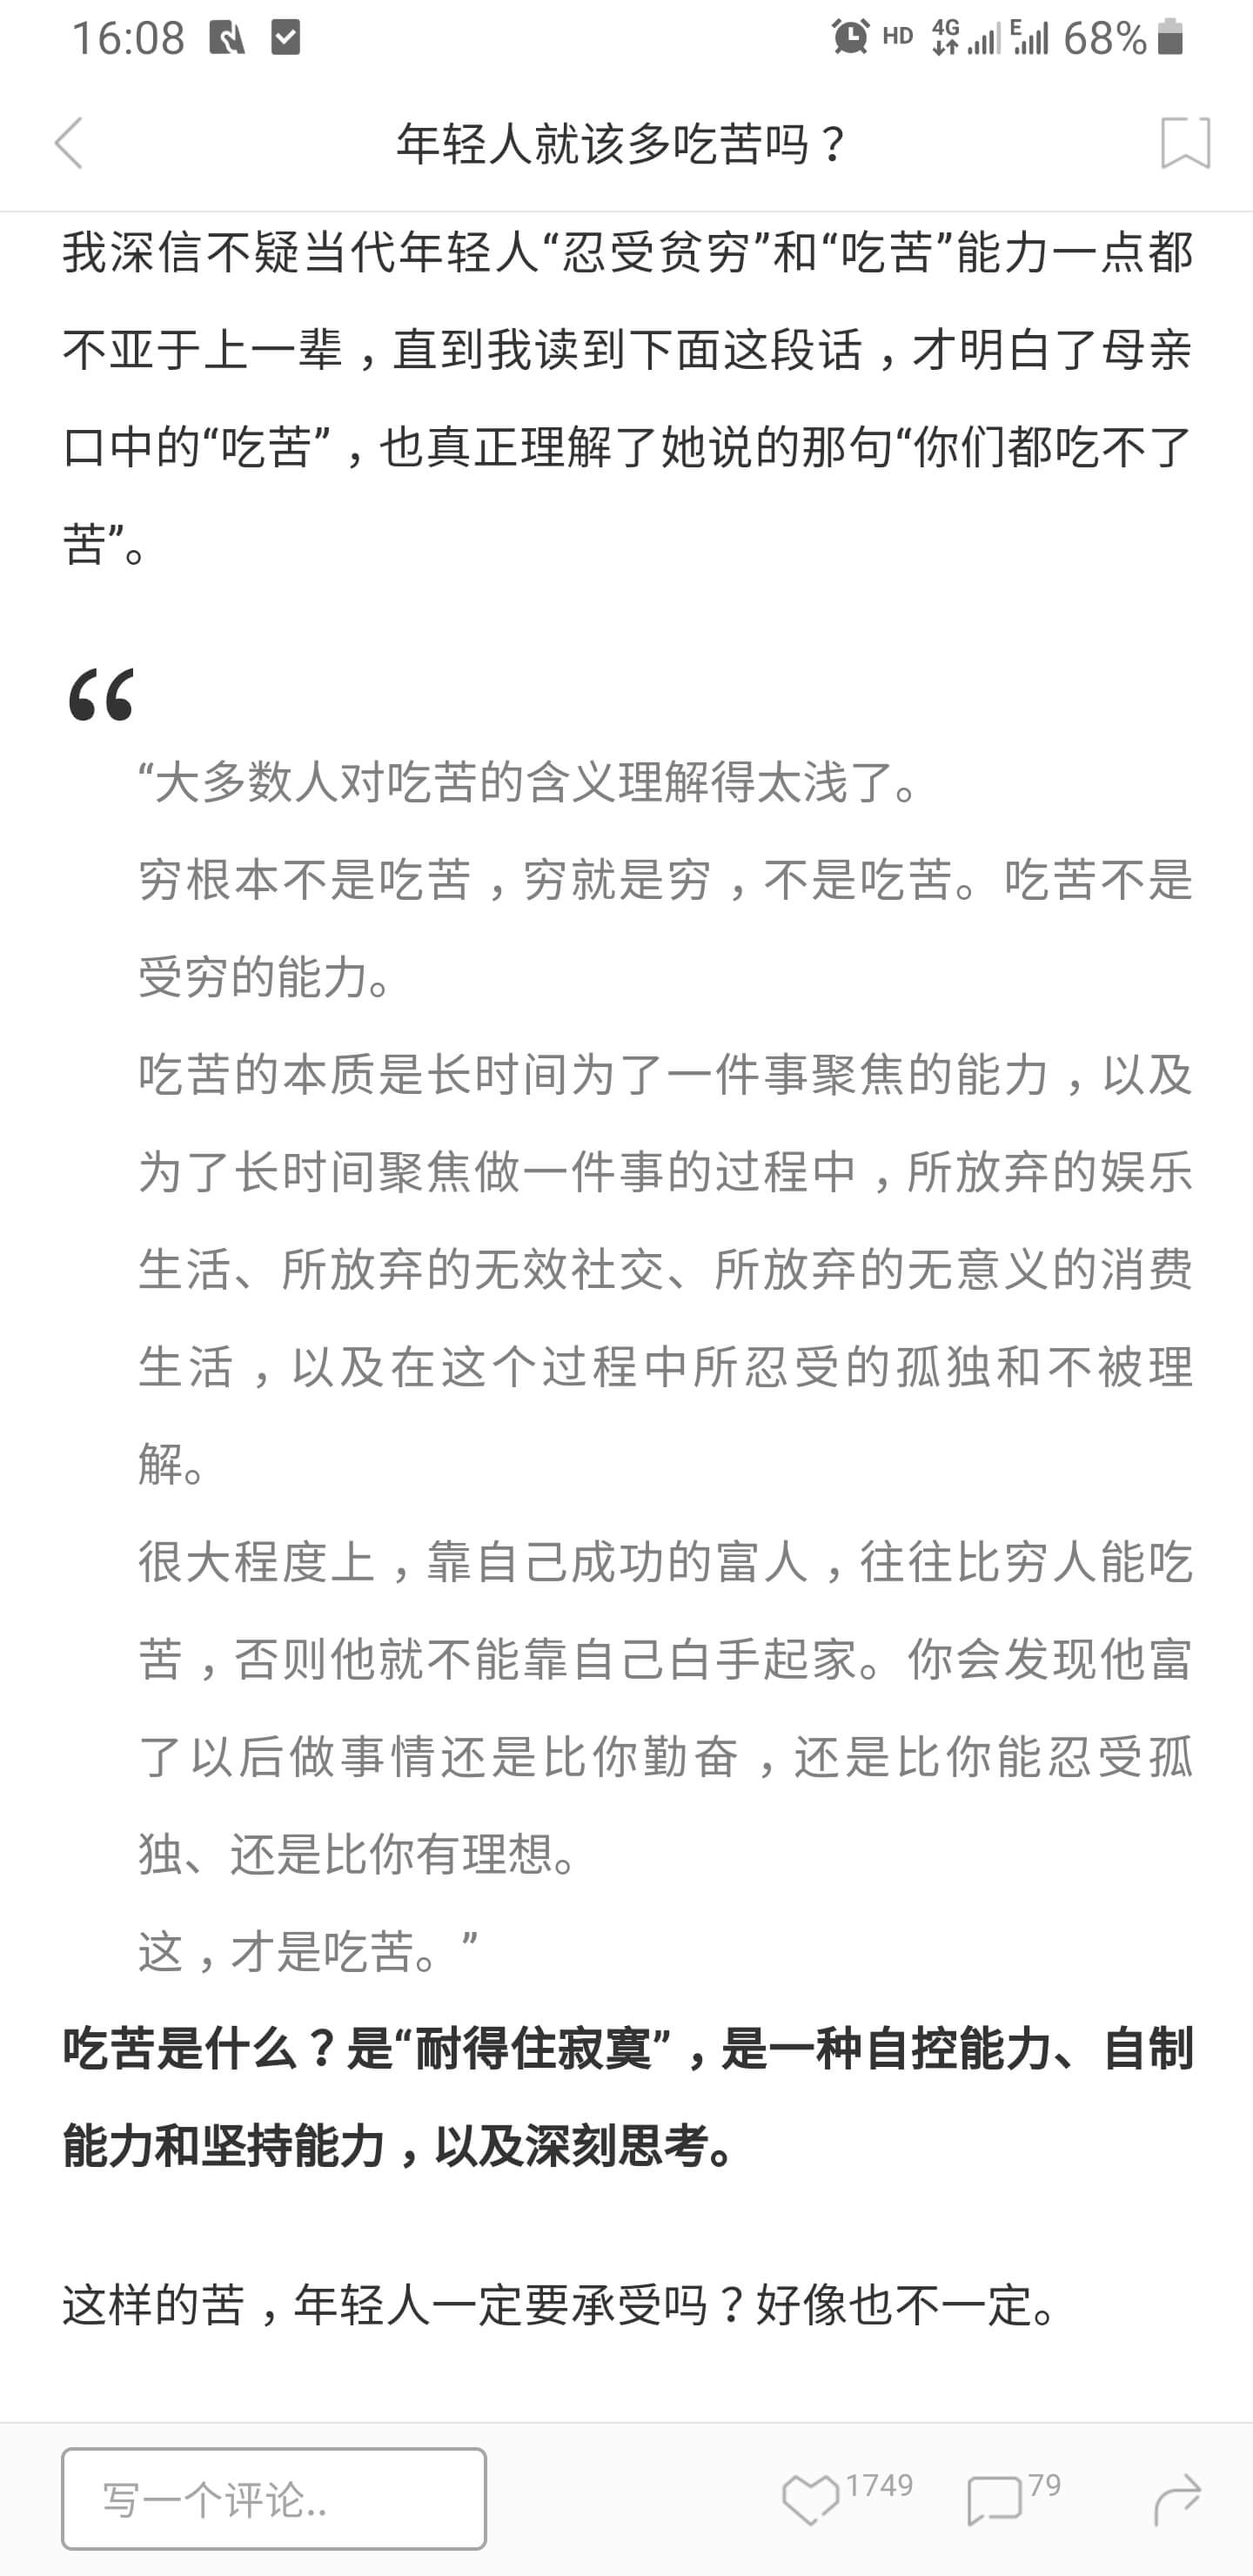 16:08 HD 4G E 68%
年轻人就该多吃苦吗？
我深信不疑当代年轻人“忍受贫穷”和“吃苦”能力一点都
不亚于上一辈，直到我读到下面这段话，才明白了母亲
口中的“吃苦”，也真正理解了她说的那句“你们都吃不了
苦”。
“
“大多数人对吃苦的含义理解得太浅了。
穷根本不是吃苦，穷就是穷，不是吃苦。吃苦不是
受穷的能力。
吃苦的本质是长时间为了一件事聚焦的能力，以及
为了长时间聚焦做一件事的过程中，所放弃的娱乐
生活、所放弃的无效社交、所放弃的无意义的消费
生活，以及在这个过程中所忍受的孤独和不被理
解。
很大程度上，靠自己成功的富人，往往比穷人能吃
苦，否则他就不能靠自己白手起家。你会发现他富
了以后做事情还是比你勤奋，还是比你能忍受孤
独、还是比你有理想。
这，才是吃苦。”
吃苦是什么？是“耐得住寂寞”，是一种自控能力、自制
能力和坚持能力，以及深刻思考。
这样的苦，年轻人一定要承受吗？好像也不一定。
写一个评论.. 1749 79